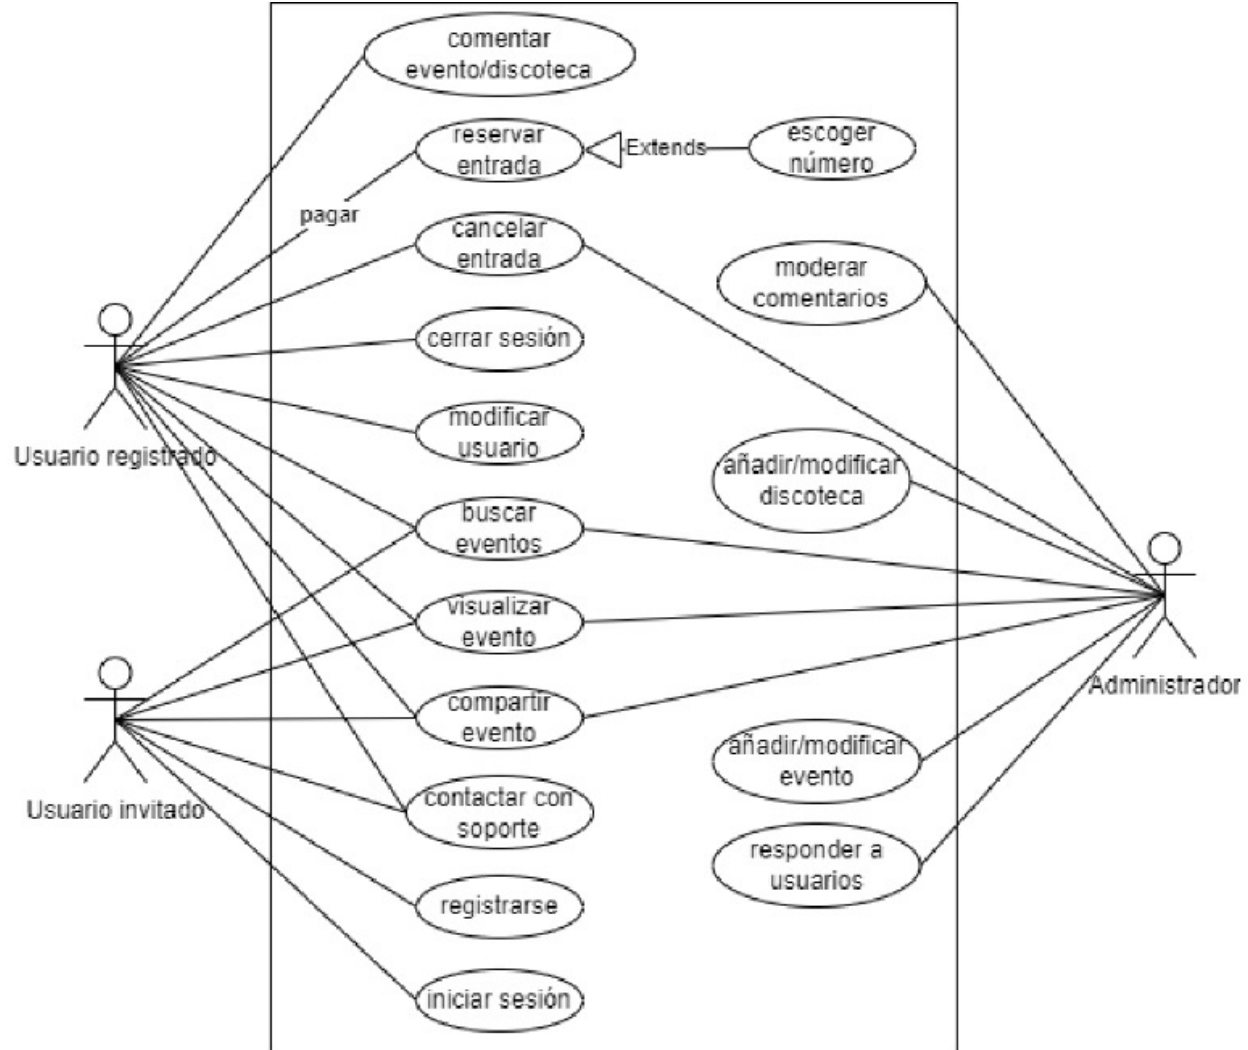 comentar
evento/discoteca
reservar
entrada
Extends
escoger
número
pagar
cancelar
entrada
moderar
comentarios
cerrar sesión
modificar
usuario
Usuario registrado
añadir/modificar
discoteca
buscar
eventos
visualizar
evento
Administrador
compartir
evento
añadir/modificar
evento
Usuario invitado
contactar con
soporte
responder a
usuarios
registrarse
iniciar sesión